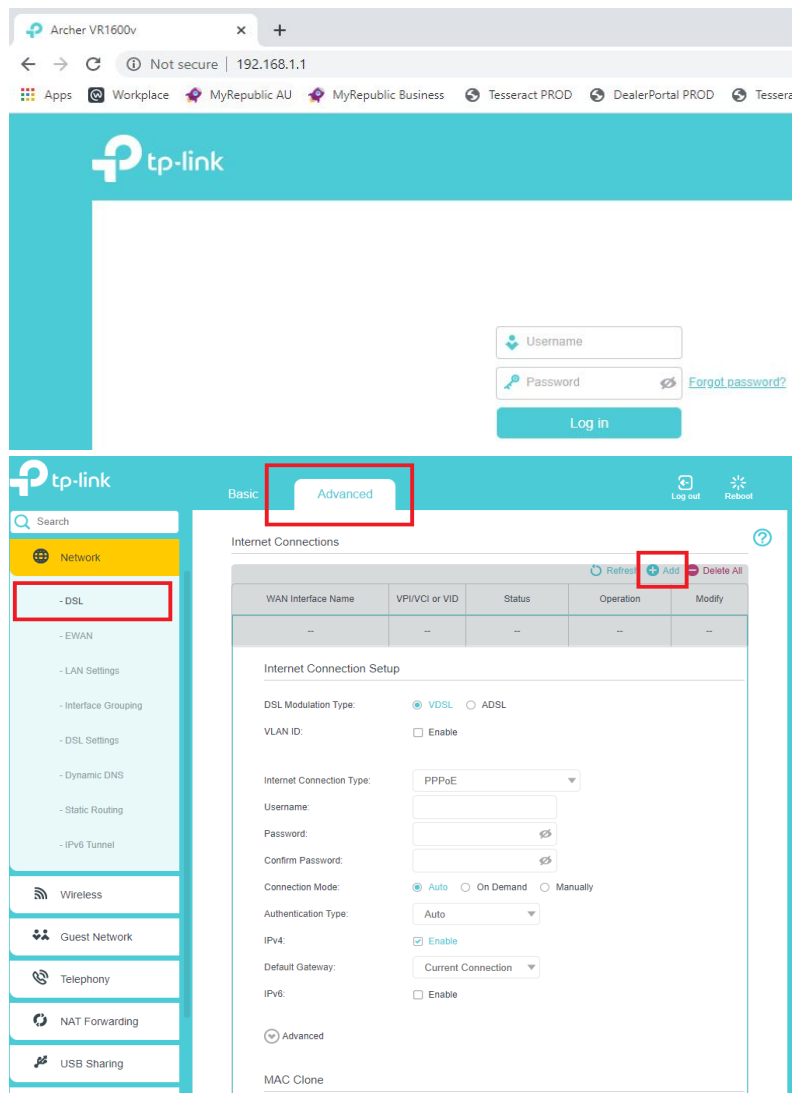 Archer VR1600v
Not secure | 192.168.1.1
Apps Workplace MyRepublic AU MyRepublic Business Tesseract PROD DealerPortal PROD Tessera
tp-link
Username
Password Forgot password?
Log in
tp-link Basic Advanced Log out Reboot
Search
Internet Connections
Network
Refresh Add Delete All
- DSL
WAN Interface Name VPI/VCI or VID Status Operation Modify
- EWAN
-- -- -- -- --
- LAN Settings
Internet Connection Setup
- Interface Grouping
DSL Modulation Type: VDSL ADSL
VLAN ID: Enable
- DSL Settings
- Dynamic DNS
Internet Connection Type: PPPoE
Username:
- Static Routing
Password:
- IPv6 Tunnel
Confirm Password:
Connection Mode: Auto On Demand Manually
Wireless
Authentication Type: Auto
Guest Network
IPv4: Enable
Default Gateway: Current Connection
Telephony
IPv6: Enable
NAT Forwarding
Advanced
USB Sharing
MAC Clone